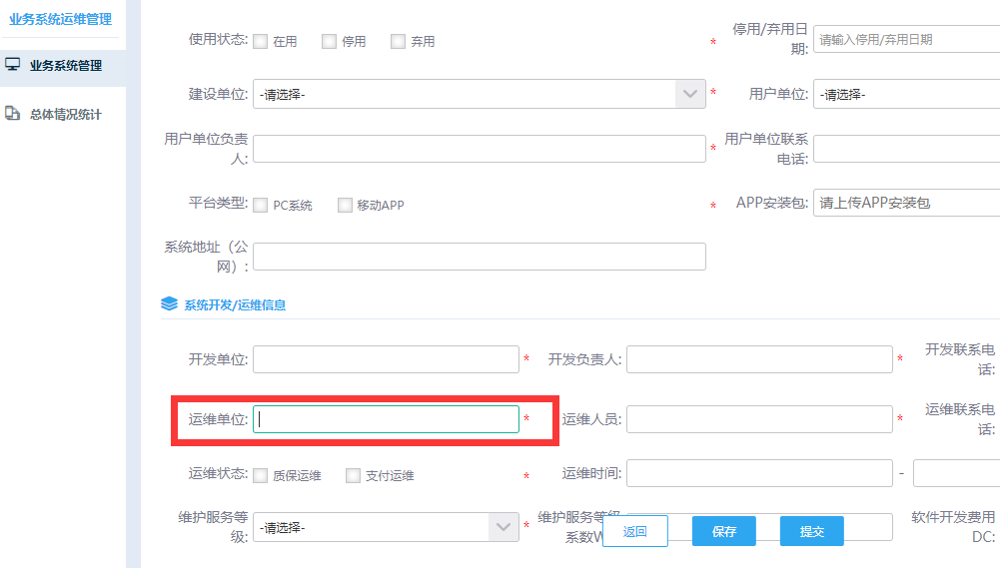 业务系统运维管理
业务系统管理
总体情况统计
使用状态: 在用 停用 弃用 *
停用/弃用日期: 请输入停用/弃用日期
建设单位: -请选择- * 用户单位: -请选择-
用户单位负责人: * 用户单位联系电话:
平台类型: PC系统 移动APP * APP安装包: 请上传APP安装包
系统地址（公网）:
系统开发/运维信息
开发单位: * 开发负责人: * 开发联系电话:
运维单位: * 运维人员: * 运维联系电话:
运维状态: 质保运维 支付运维 * 运维时间: -
维护服务等级: -请选择- * 维护服务等级系数 软件开发费用DC:
返回 保存 提交